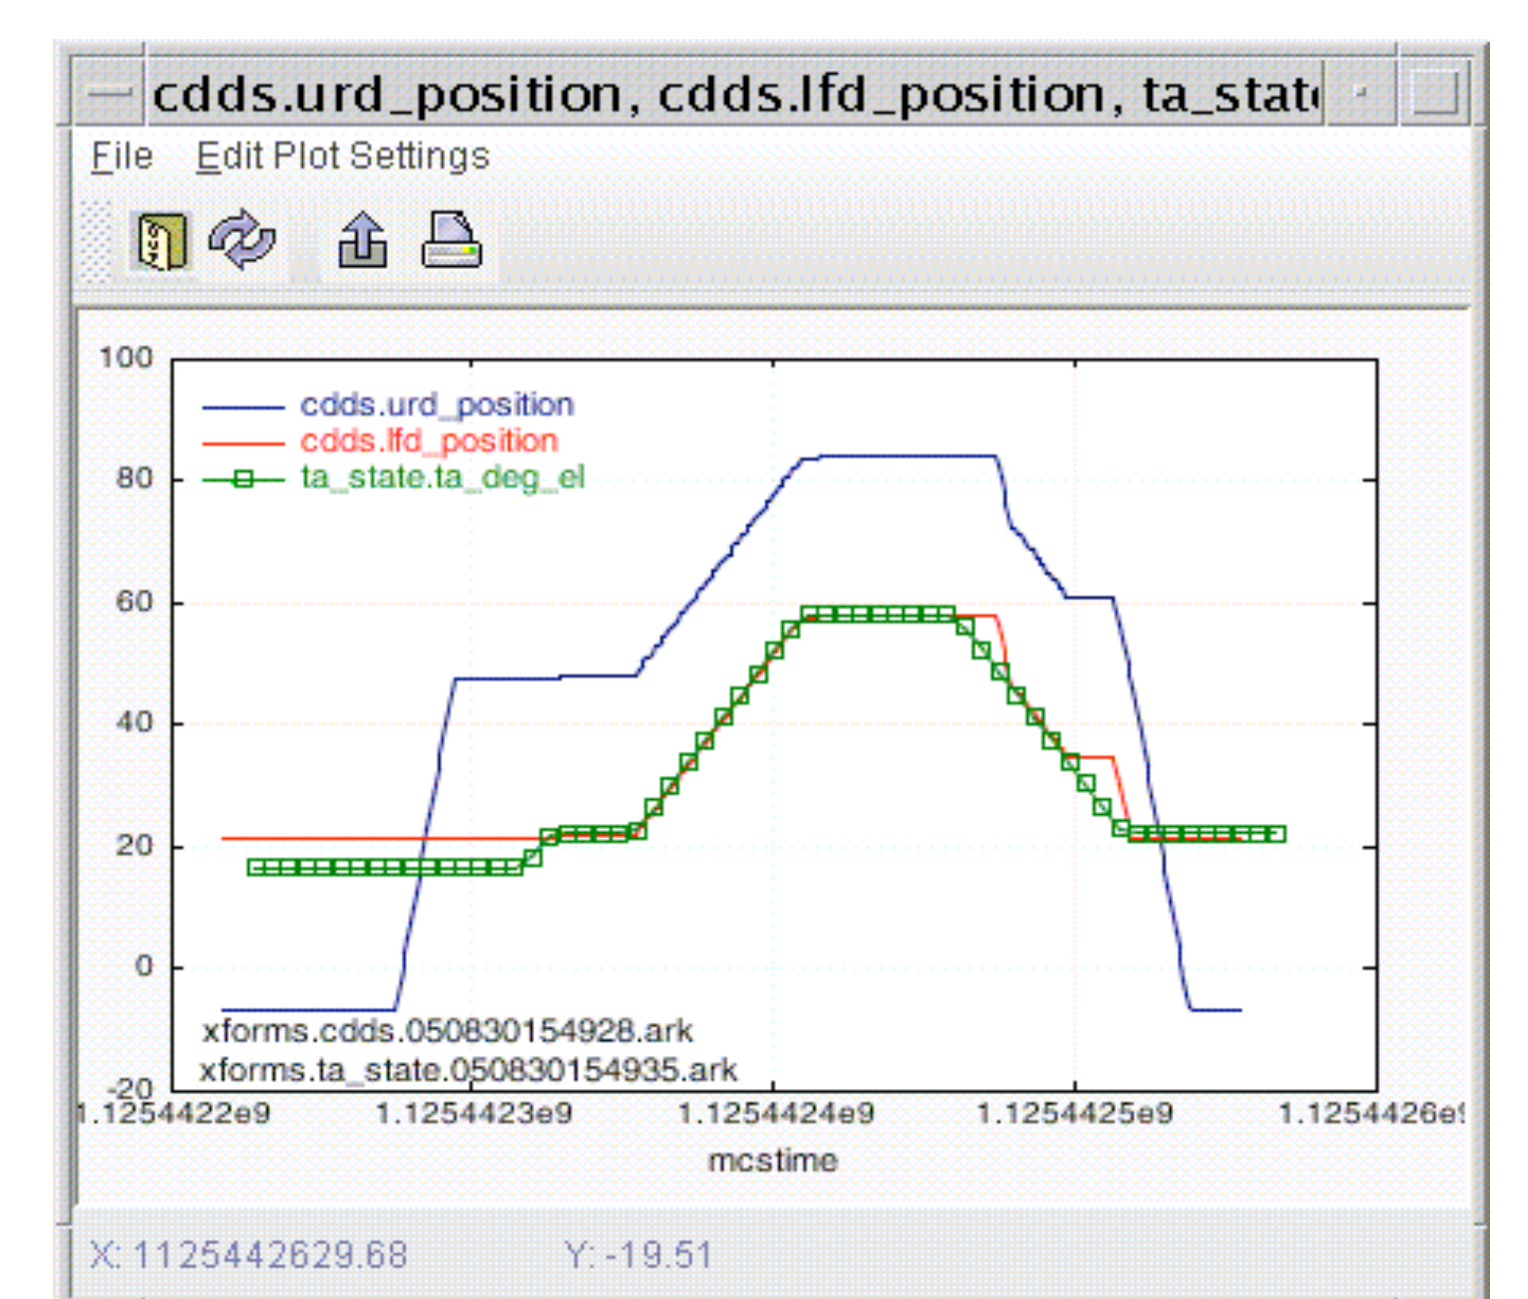 cdds.urd_position, cdds.lfd_position, ta_stat
File Edit Plot Settings
100
cdds.urd_position
cdds.lfd_position
80
ta_state.ta_deg_el
60
40
20
0
xforms.cdds.050830154928.ark
xforms.ta_state.050830154935.ark
-20
1.1254422e9 1.1254423e9 1.1254424e9 1.1254425e9 1.1254426e9
mcstime
X: 1125442629.68 Y: -19.51